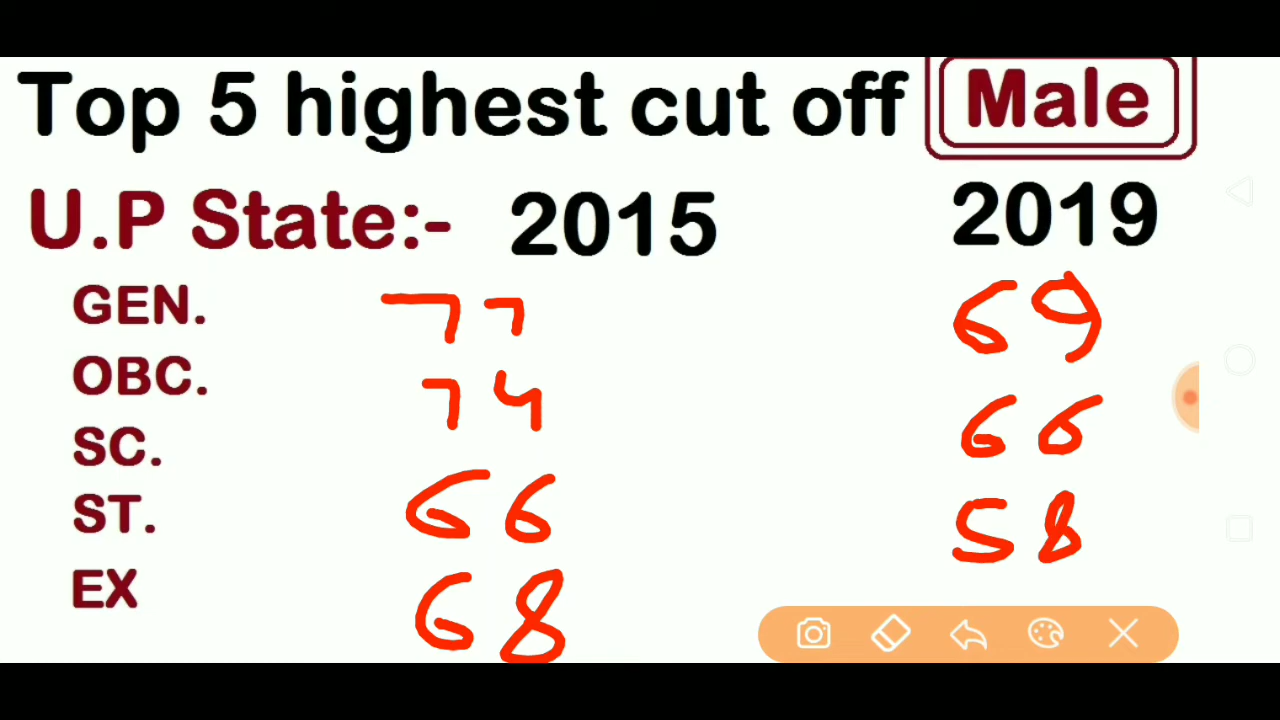 Top 5 highest cut off Male
U.P State:- 2015 2019
GEN. 77 69
OBC. 74 66
SC. 66 58
ST. 68
EX